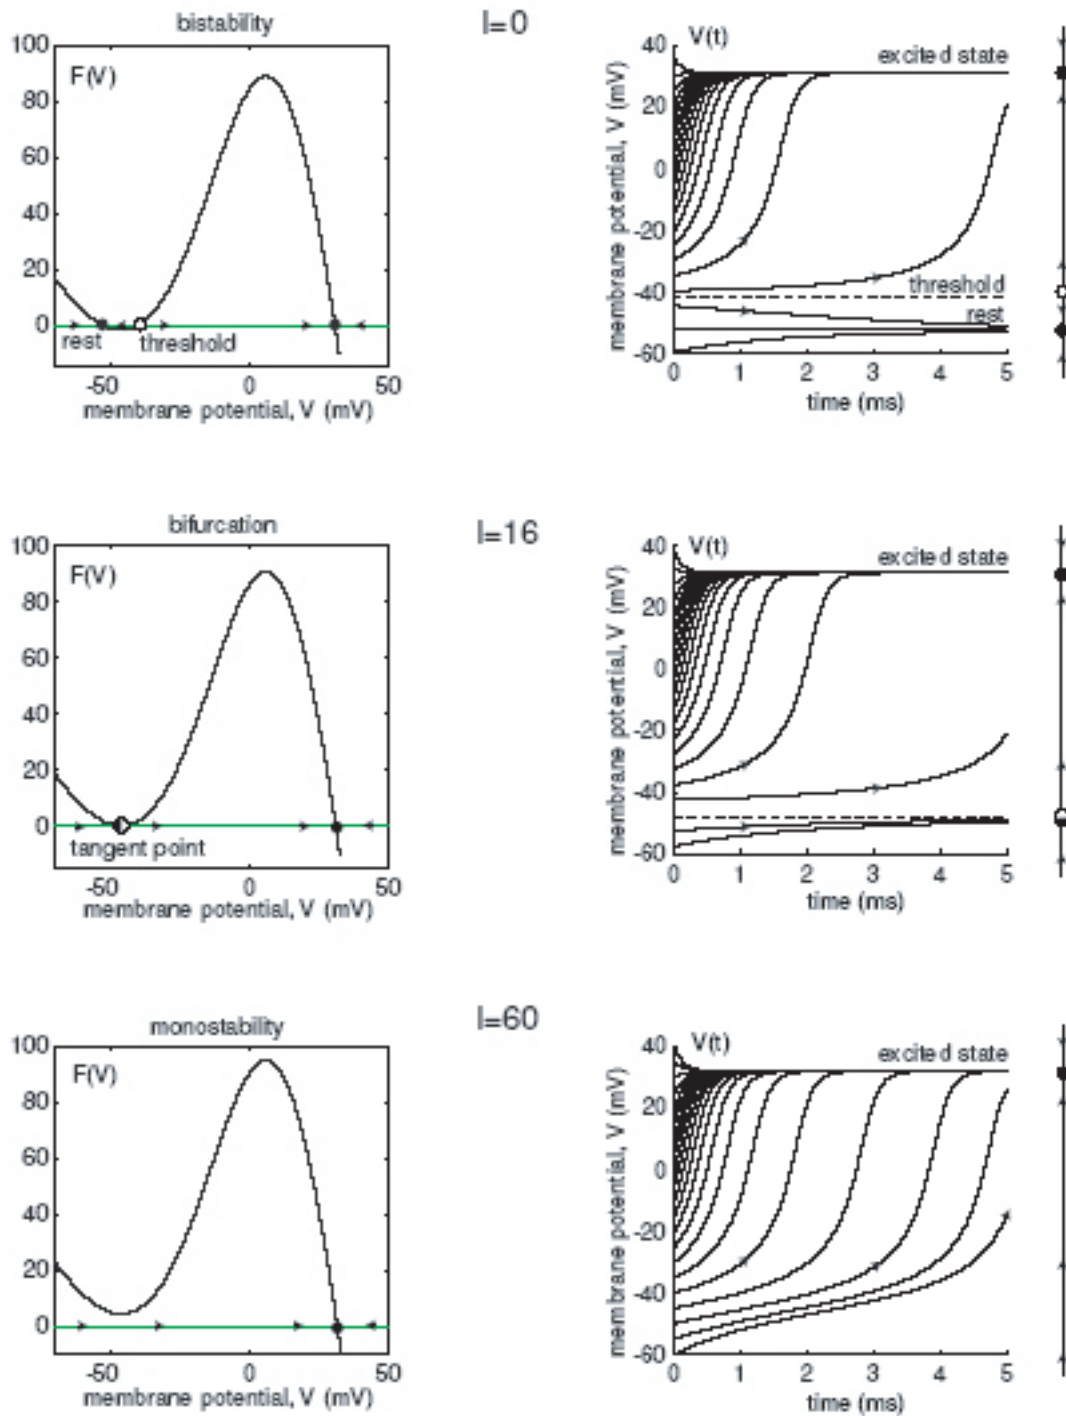 bistability
I=0
100
80
60
40
20
0
F(V)
rest
threshold
-50
0
50
membrane potential, V (mV)
V(t)
excited state
membrane potential, V (mV)
40
20
0
-20
-40
-60
threshold
rest
0
1
2
3
4
5
time (ms)
bifurcation
I=16
100
80
60
40
20
0
F(V)
tangent point
-50
0
50
membrane potential, V (mV)
V(t)
excited state
membrane potential, V (mV)
40
20
0
-20
-40
-60
0
1
2
3
4
5
time (ms)
monostability
I=60
100
80
60
40
20
0
F(V)
-50
0
50
membrane potential, V (mV)
V(t)
excited state
membrane potential, V (mV)
40
20
0
-20
-40
-60
0
1
2
3
4
5
time (ms)